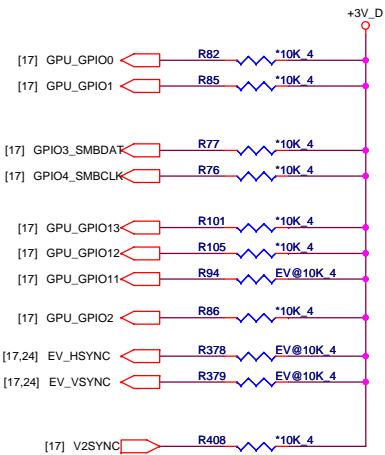 +3V_D
[17] GPU_GPIO0 R82 *10K_4
[17] GPU_GPIO1 R85 *10K_4
[17] GPIO3_SMBDAT R77 *10K_4
[17] GPIO4_SMBCLK R76 *10K_4
[17] GPU_GPIO13 R101 *10K_4
[17] GPU_GPIO12 R105 *10K_4
[17] GPU_GPIO11 R94 EV@10K_4
[17] GPU_GPIO2 R86 *10K_4
[17,24] EV_HSYNC R378 EV@10K_4
[17,24] EV_VSYNC R379 EV@10K_4
[17] V2SYNC R408 *10K_4